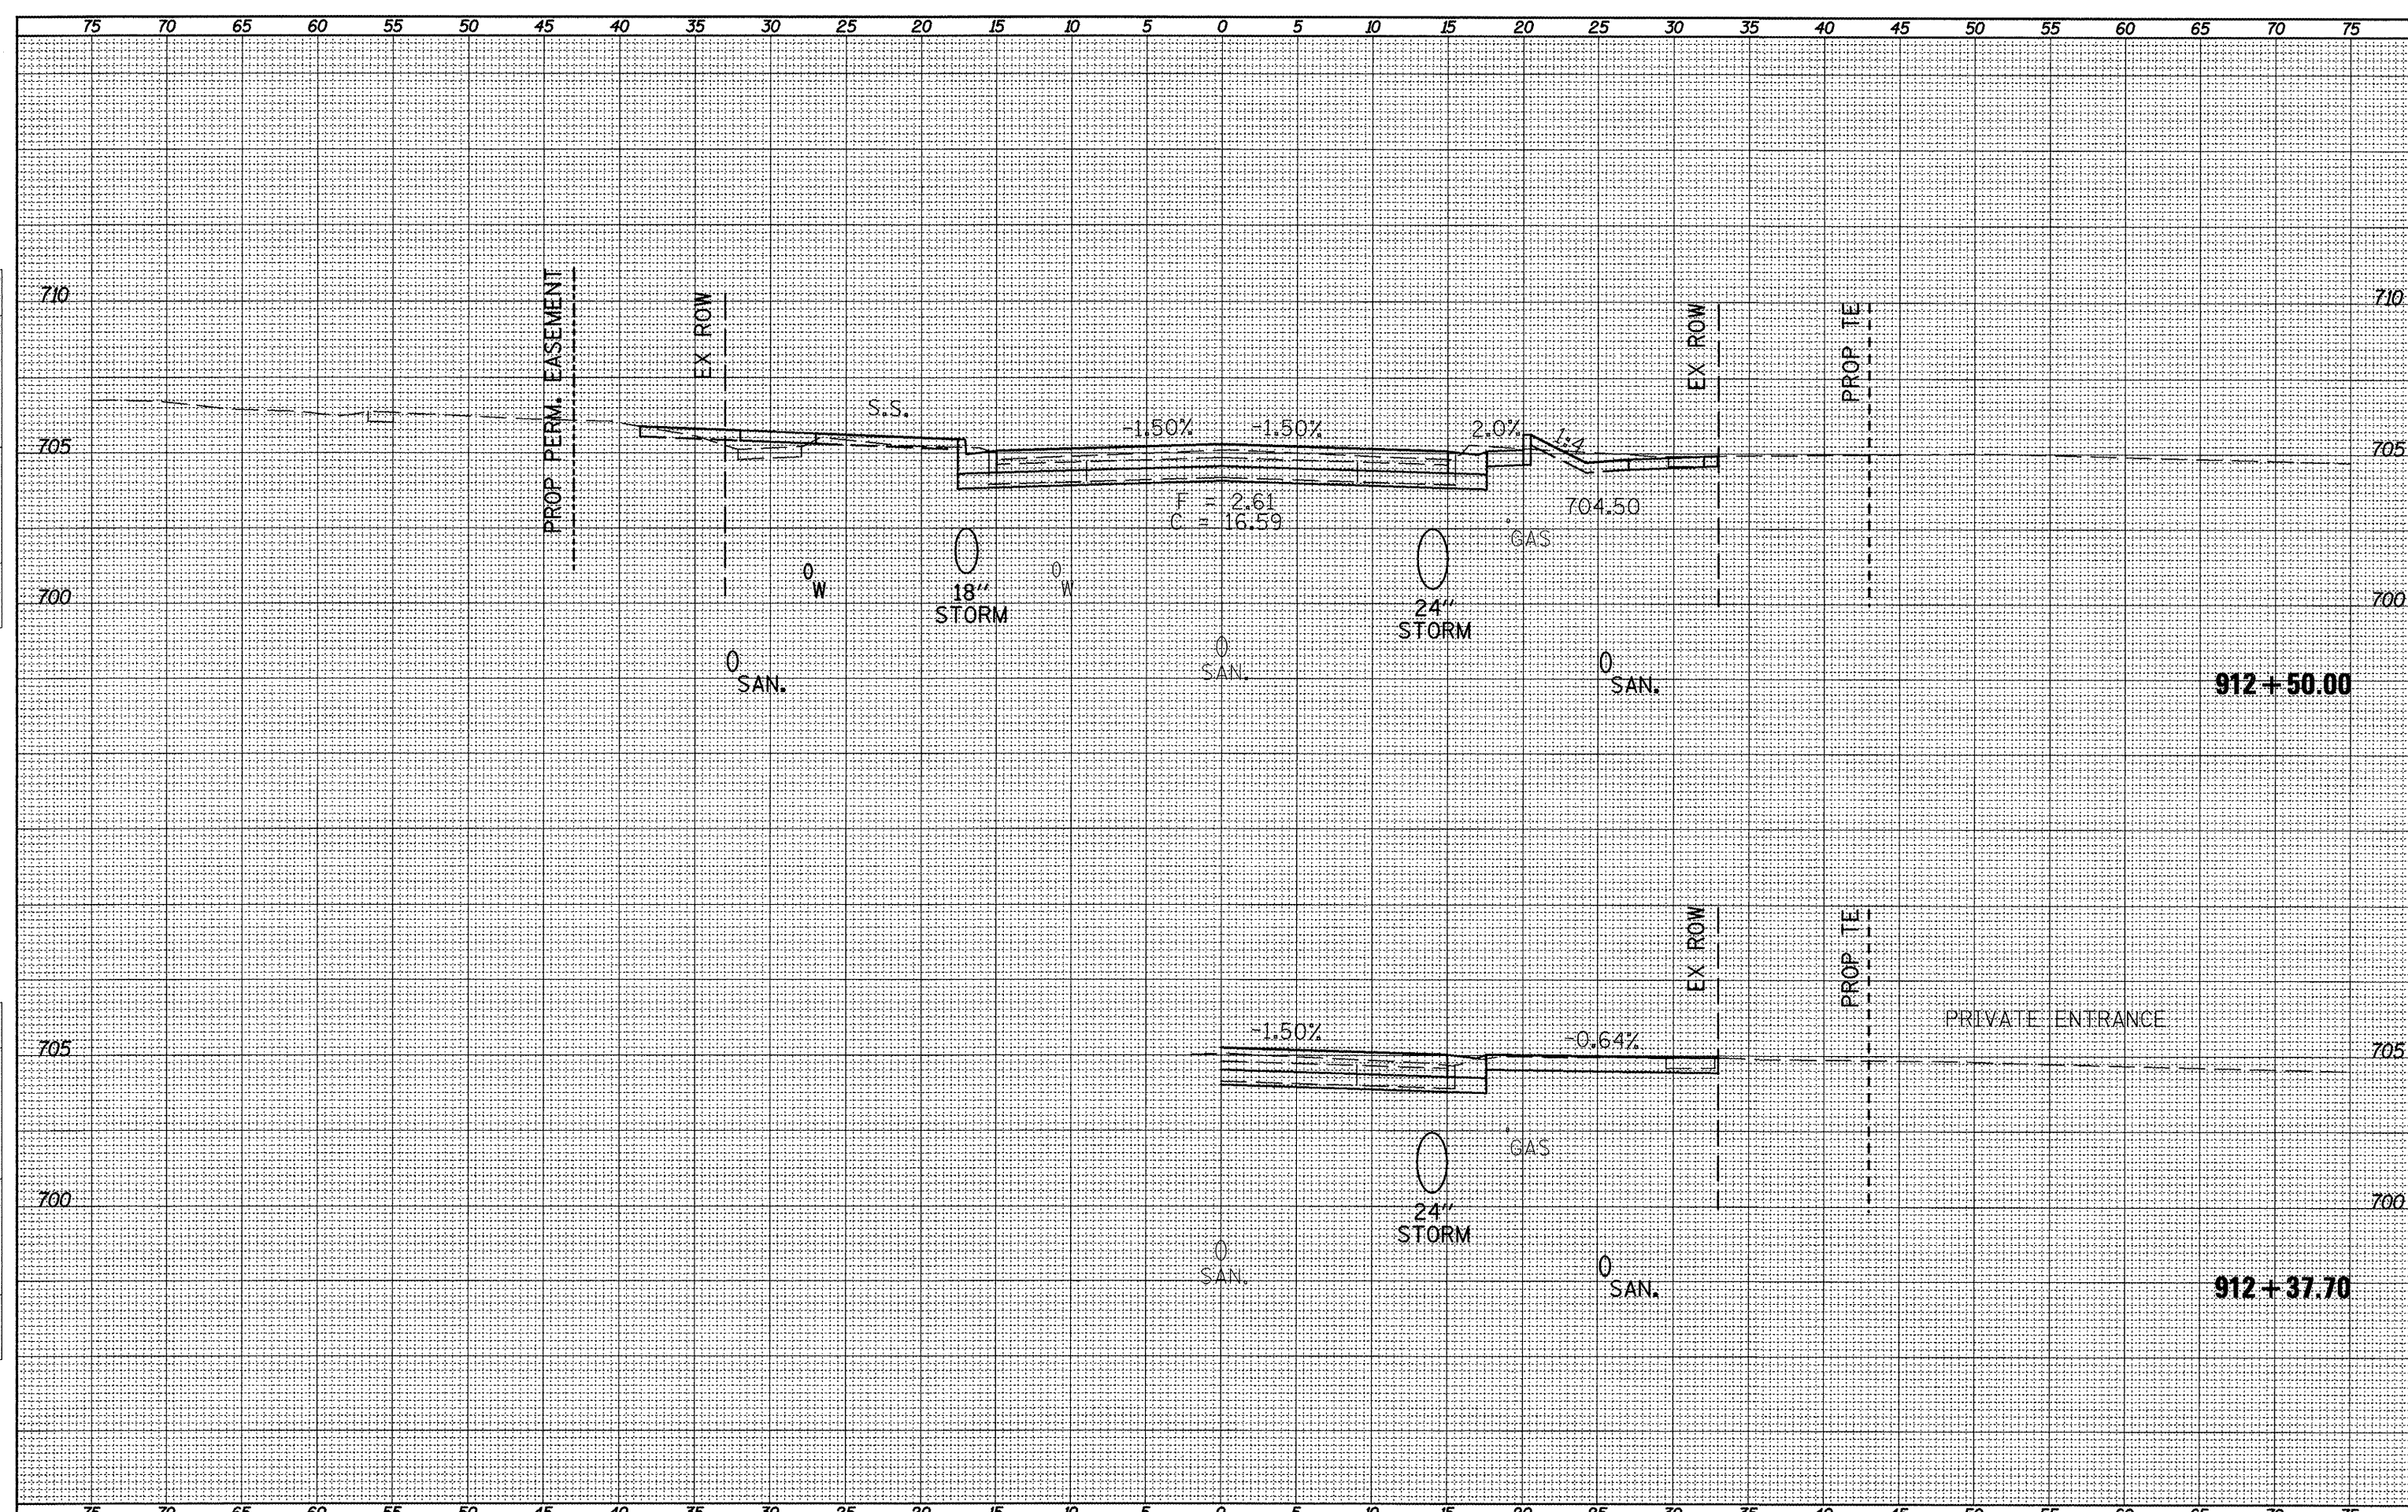 75 70 65 60 55 50 45 40 35 30 25 20 15 10 5 0 5 10 15 20 25 30 35 40 45 50 55 60 65 70 75
710
PROP PERM. EASEMENT
EX ROW
EX ROW
PROP TE
710
S.S.
-1.50%
-1.50%
2.0%
1:4
705
705
F = 2.61
C = 16.59
704.50
GAS
700
W
18"
STORM
W
24"
STORM
700
SAN.
SAN.
SAN.
912+50.00
EX ROW
PROP TE
PRIVATE ENTRANCE
-1.50%
-0.64%
705
705
GAS
700
24"
STORM
700
SAN.
SAN.
912+37.70
75 70 65 60 55 50 45 40 35 30 25 20 15 10 5 0 5 10 15 20 25 30 35 40 45 50 55 60 65 70 75